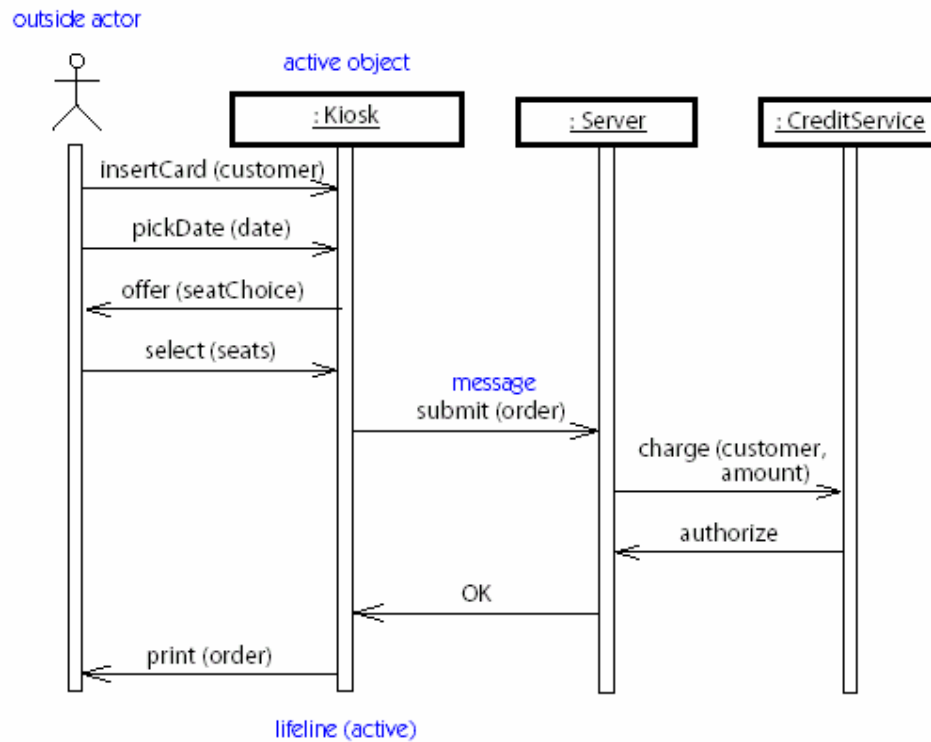 outside actor
active object
: Kiosk
: Server
: CreditService
insertCard (customer)
pickDate (date)
offer (seatChoice)
select (seats)
message
submit (order)
charge (customer,
amount)
authorize
OK
print (order)
lifeline (active)